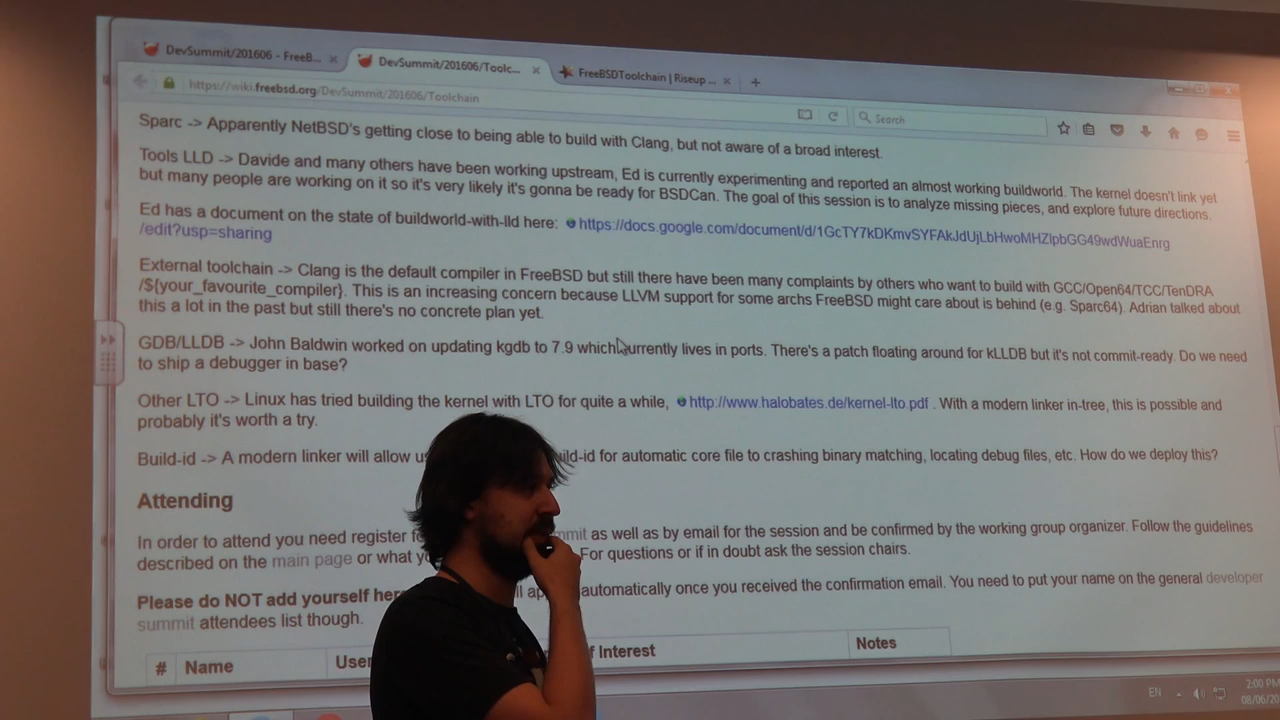 DevSummit/201606 - FreeB... × DevSummit/201606/Toolc... × FreeBSDToolchain | Riseup ... × +
https://wiki.freebsd.org/DevSummit/201606/Toolchain Search
Sparc -> Apparently NetBSD's getting close to being able to build with Clang, but not aware of a broad interest.
Tools LLD -> Davide and many others have been working upstream, Ed is currently experimenting and reported an almost working buildworld. The kernel doesn't link yet
but many people are working on it so it's very likely it's gonna be ready for BSDCan. The goal of this session is to analyze missing pieces, and explore future directions.
Ed has a document on the state of buildworld-with-lld here: https://docs.google.com/document/d/1GcTY7kDKmvSYFAkJdUjLbHwoMHZlpbGG49wdWuaEnrg
/edit?usp=sharing
External toolchain -> Clang is the default compiler in FreeBSD but still there have been many complaints by others who want to build with GCC/Open64/TCC/TenDRA
/${your_favourite_compiler}. This is an increasing concern because LLVM support for some archs FreeBSD might care about is behind (e.g. Sparc64). Adrian talked about
this a lot in the past but still there's no concrete plan yet.
GDB/LLDB -> John Baldwin worked on updating kgdb to 7.9 which currently lives in ports. There's a patch floating around for kLLDB but it's not commit-ready. Do we need
to ship a debugger in base?
Other LTO -> Linux has tried building the kernel with LTO for quite a while, http://www.halobates.de/kernel-lto.pdf . With a modern linker in-tree, this is possible and
probably it's worth a try.
Build-id -> A modern linker will allow us ild-id for automatic core file to crashing binary matching, locating debug files, etc. How do we deploy this?
Attending
In order to attend you need register fo mmit as well as by email for the session and be confirmed by the working group organizer. Follow the guidelines
described on the main page or what yo For questions or if in doubt ask the session chairs.
Please do NOT add yourself here ll app automatically once you received the confirmation email. You need to put your name on the general developer
summit attendees list though.
# Name User f Interest Notes
EN 2:00 PM
08/06/20